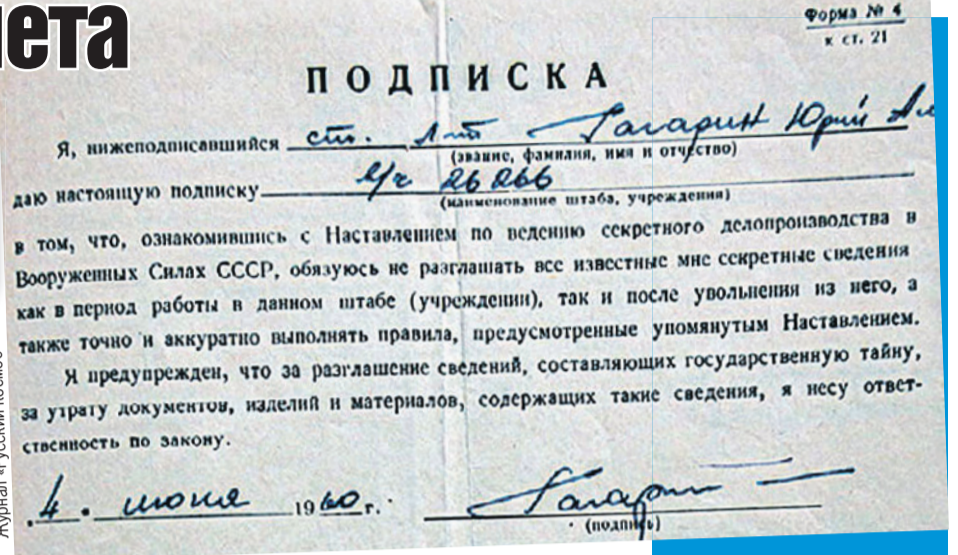 ета
Форма № 4
к ст. 21
ПОДПИСКА
Я, нижеподписавшийся ст. л-т Гагарин Юрий Ал
(звание, фамилия, имя и отчество)
даю настоящую подписку в/ч 26266
(наименование штаба, учреждения)
в том, что, ознакомившись с Наставлением по ведению секретного делопроизводства в
Вооруженных Силах СССР, обязуюсь не разглашать все известные мне секретные сведения
как в период работы в данном штабе (учреждении), так и после увольнения из него, а
также точно и аккуратно выполнять правила, предусмотренные упомянутым Наставлением.
Я предупрежден, что за разглашение сведений, составляющих государственную тайну,
за утрату документов, изделий и материалов, содержащих такие сведения, я несу ответ-
ственность по закону.
4. июня 1960 г.
Гагарин
(подпись)
Журнал «Русский космос»